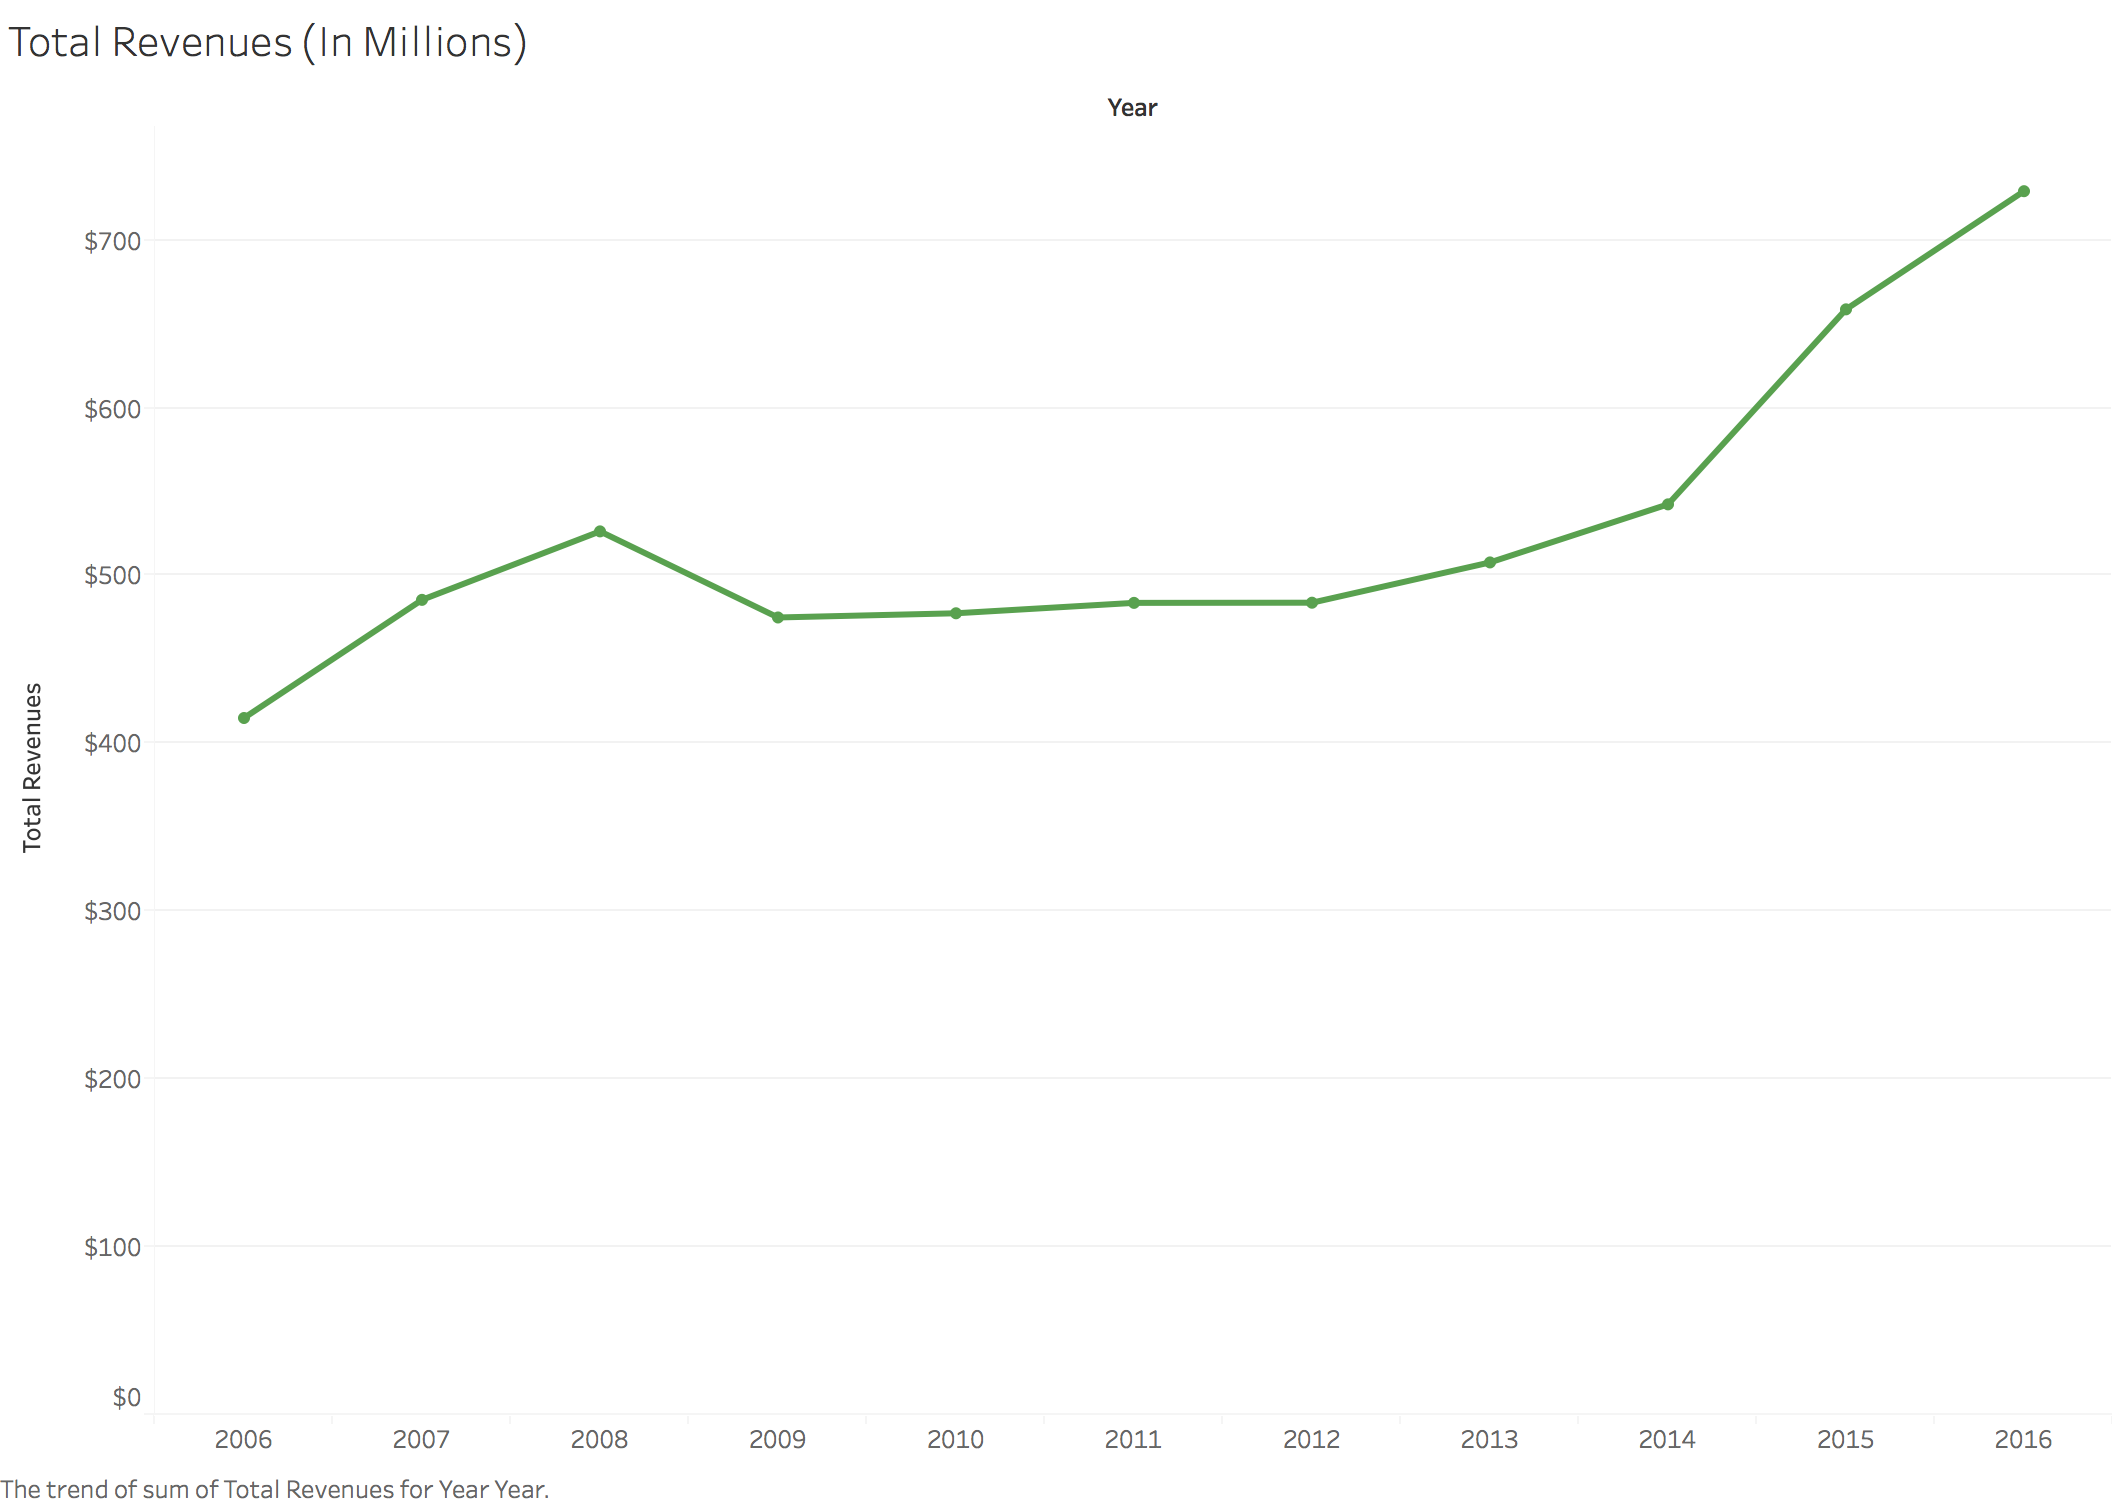 Total Revenues (In Millions)
Year
$700
$600
$500
$400
$300
$200
$100
$0
Total Revenues
2006 2007 2008 2009 2010 2011 2012 2013 2014 2015 2016
The trend of sum of Total Revenues for Year Year.